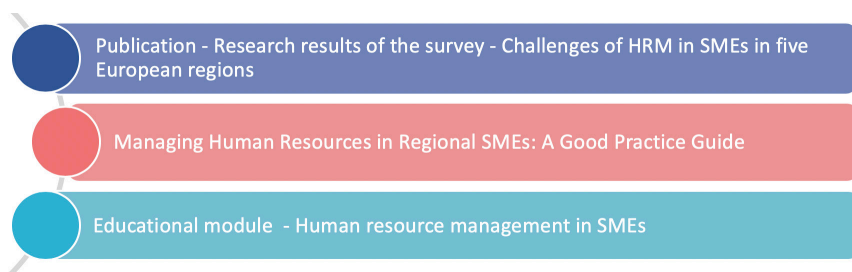 Publication - Research results of the survey - Challenges of HRM in SMEs in five
European regions
Managing Human Resources in Regional SMEs: A Good Practice Guide
Educational module  - Human resource management in SMEs